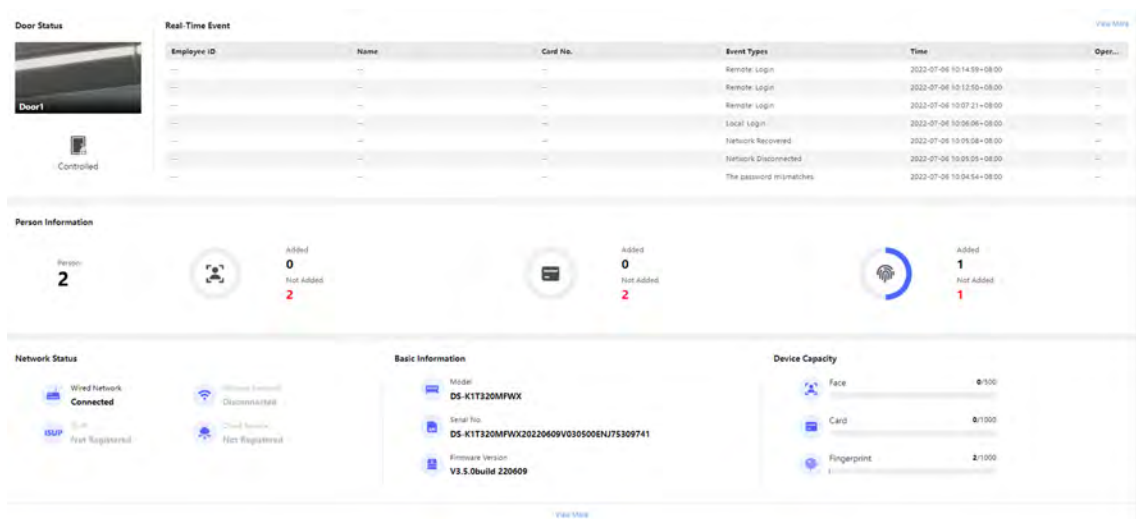 Door Status
Real-Time Event
View More
Employee ID Name Card No. Event Types Time Oper...
-- -- -- Remote: Login 2022-07-06 10:14:59+08:00 --
-- -- -- Remote: Login 2022-07-06 10:12:50+08:00 --
-- -- -- Remote: Login 2022-07-06 10:07:21+08:00 --
-- -- -- Local: Login 2022-07-06 10:06:06+08:00 --
-- -- -- Network Recovered 2022-07-06 10:05:08+08:00 --
-- -- -- Network Disconnected 2022-07-06 10:05:05+08:00 --
-- -- -- The password mismatches 2022-07-06 10:04:54+08:00 --
Door1
Controlled
Person Information
Person
2
Added
0
Not Added
2
Added
0
Not Added
2
Added
1
Not Added
1
Network Status
Wired Network
Connected
Wireless Network
Disconnected
ISUP
ISUP
Not Registered
Cloud Service
Not Registered
Basic Information
Model
DS-K1T320MFWX
Serial No.
DS-K1T320MFWX20220609V030500ENJ75309741
Firmware Version
V3.5.0build 220609
Device Capacity
Face 0/500
Card 0/1000
Fingerprint 2/1000
View More